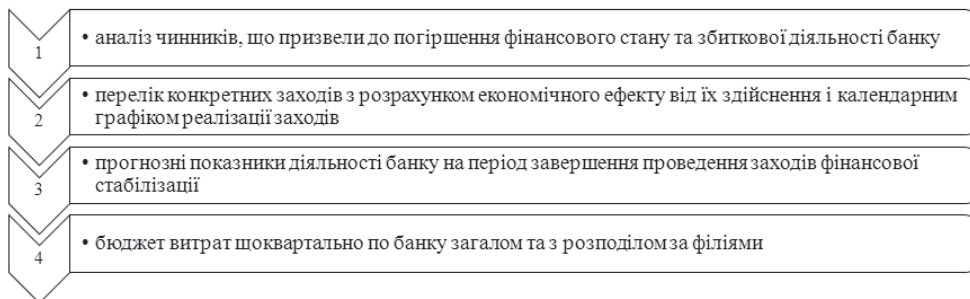 1
• аналіз чинників, що призвели до погіршення фінансового стану та збиткової діяльності банку
2
• перелік конкретних заходів з розрахунком економічного ефекту від їх здійснення і календарним
графіком реалізації заходів
3
• прогнозні показники діяльності банку на період завершення проведення заходів фінансової
стабілізації
4
• бюджет витрат щоквартально по банку загалом та з розподілом за філіями